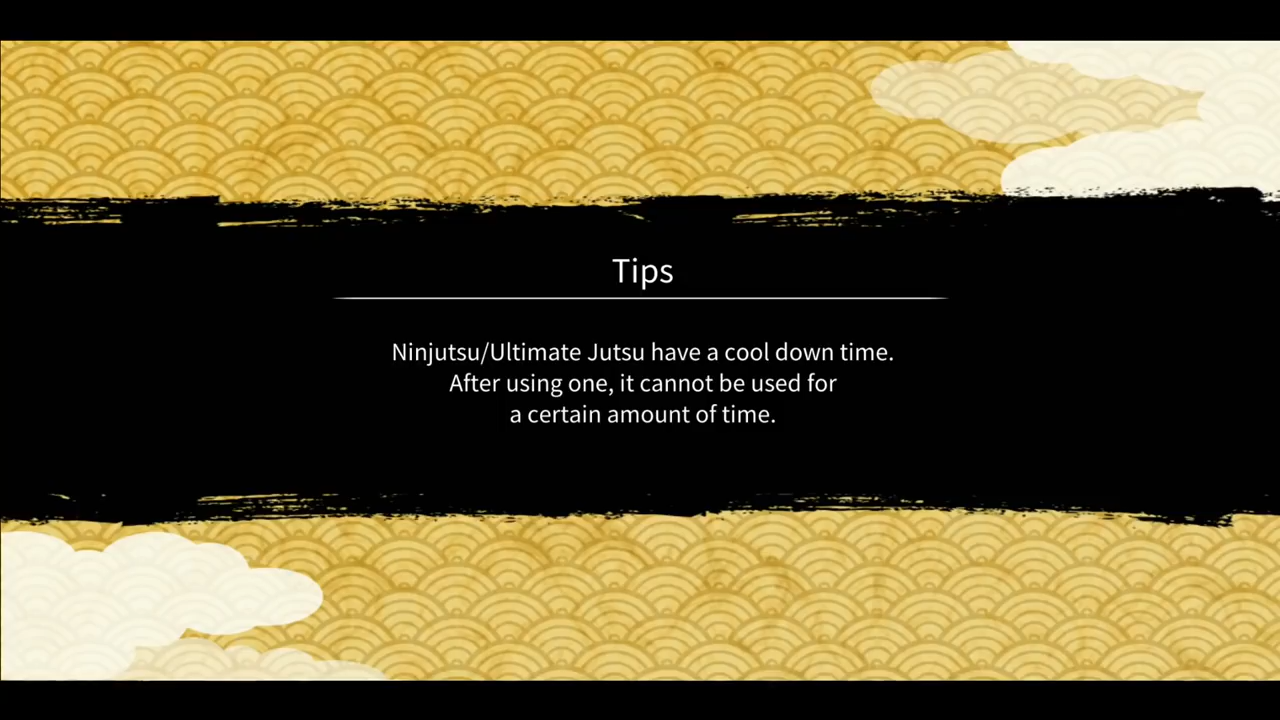 Tips
Ninjutsu/Ultimate Jutsu have a cool down time.
After using one, it cannot be used for
a certain amount of time.